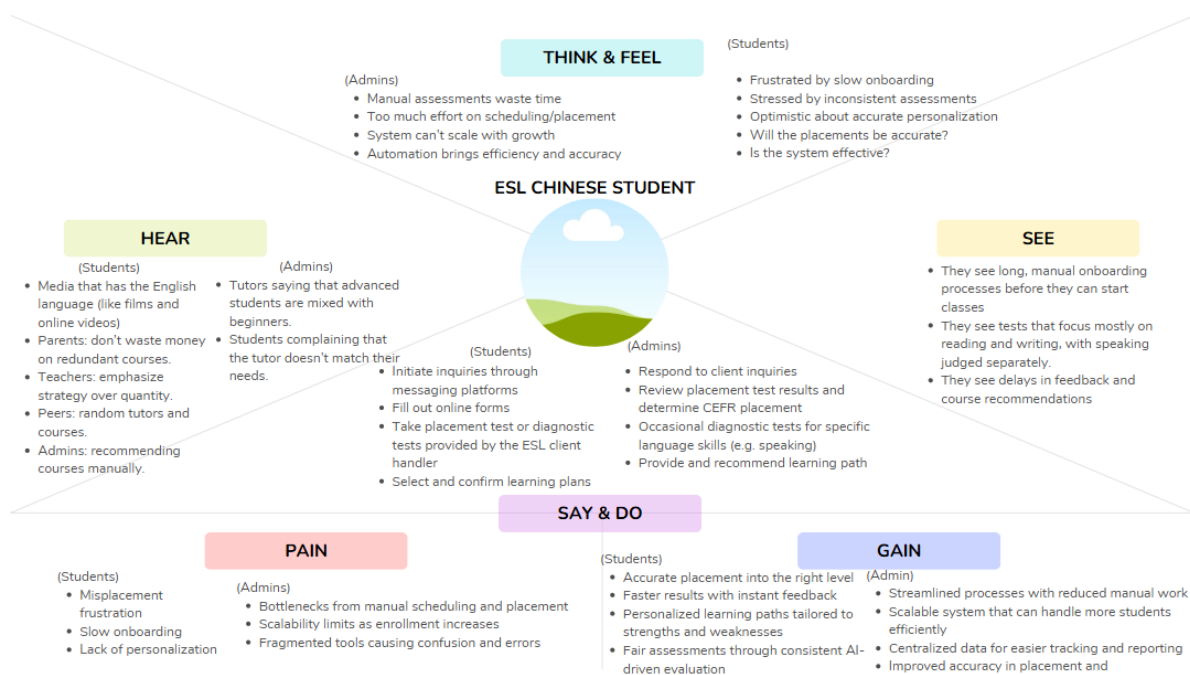 THINK & FEEL
(Admins)
• Manual assessments waste time
• Too much effort on scheduling/placement
• System can't scale with growth
• Automation brings efficiency and accuracy
(Students)
• Frustrated by slow onboarding
• Stressed by inconsistent assessments
• Optimistic about accurate personalization
• Will the placements be accurate?
• Is the system effective?
ESL CHINESE STUDENT
HEAR
(Students)
• Media that has the English
language (like films and
online videos)
• Parents: don't waste money
on redundant courses.
• Teachers: emphasize
strategy over quantity.
• Peers: random tutors and
courses.
• Admins: recommending
courses manually.
(Admins)
• Tutors saying that advanced
students are mixed with
beginners.
• Students complaining that
the tutor doesn't match their
needs.
SEE
• They see long, manual onboarding
processes before they can start
classes
• They see tests that focus mostly on
reading and writing, with speaking
judged separately.
• They see delays in feedback and
course recommendations
(Students)
• Initiate inquiries through
messaging platforms
• Fill out online forms
• Take placement test or diagnostic
tests provided by the ESL client
handler
• Select and confirm learning plans
(Admins)
• Respond to client inquiries
• Review placement test results and
determine CEFR placement
• Occasional diagnostic tests for specific
language skills (e.g. speaking)
• Provide and recommend learning path
SAY & DO
PAIN
(Students)
• Misplacement
frustration
• Slow onboarding
• Lack of personalization
(Admins)
• Bottlenecks from manual scheduling and placement
• Scalability limits as enrollment increases
• Fragmented tools causing confusion and errors
GAIN
(Students)
• Accurate placement into the right level
• Faster results with instant feedback
• Personalized learning paths tailored to
strengths and weaknesses
• Fair assessments through consistent AI-
driven evaluation
(Admin)
• Streamlined processes with reduced manual work
• Scalable system that can handle more students
efficiently
• Centralized data for easier tracking and reporting
• Improved accuracy in placement and